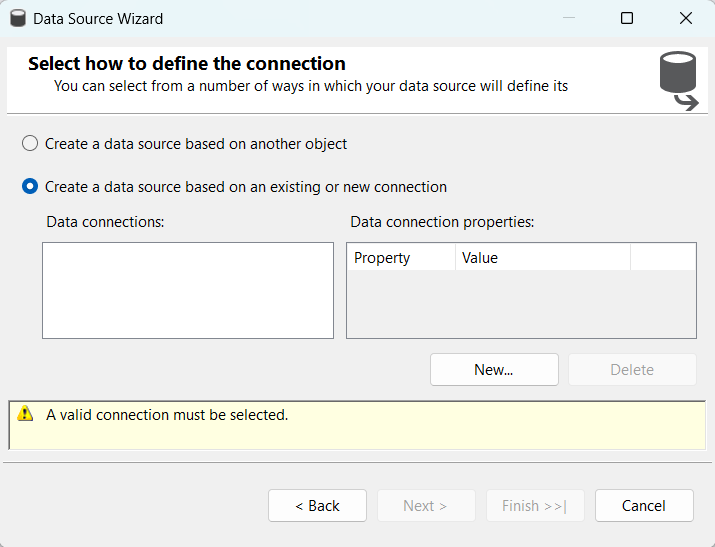 Data Source Wizard
Select how to define the connection
You can select from a number of ways in which your data source will define its
Create a data source based on another object
Create a data source based on an existing or new connection
Data connections:
Data connection properties:
Property
Value
New...
Delete
A valid connection must be selected.
< Back
Next >
Finish >>|
Cancel